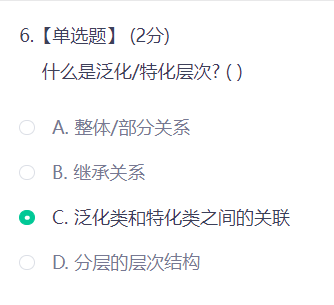 6.【单选题】 (2分)
什么是泛化/特化层次? ( )
A. 整体/部分关系
B. 继承关系
C. 泛化类和特化类之间的关联
D. 分层的层次结构